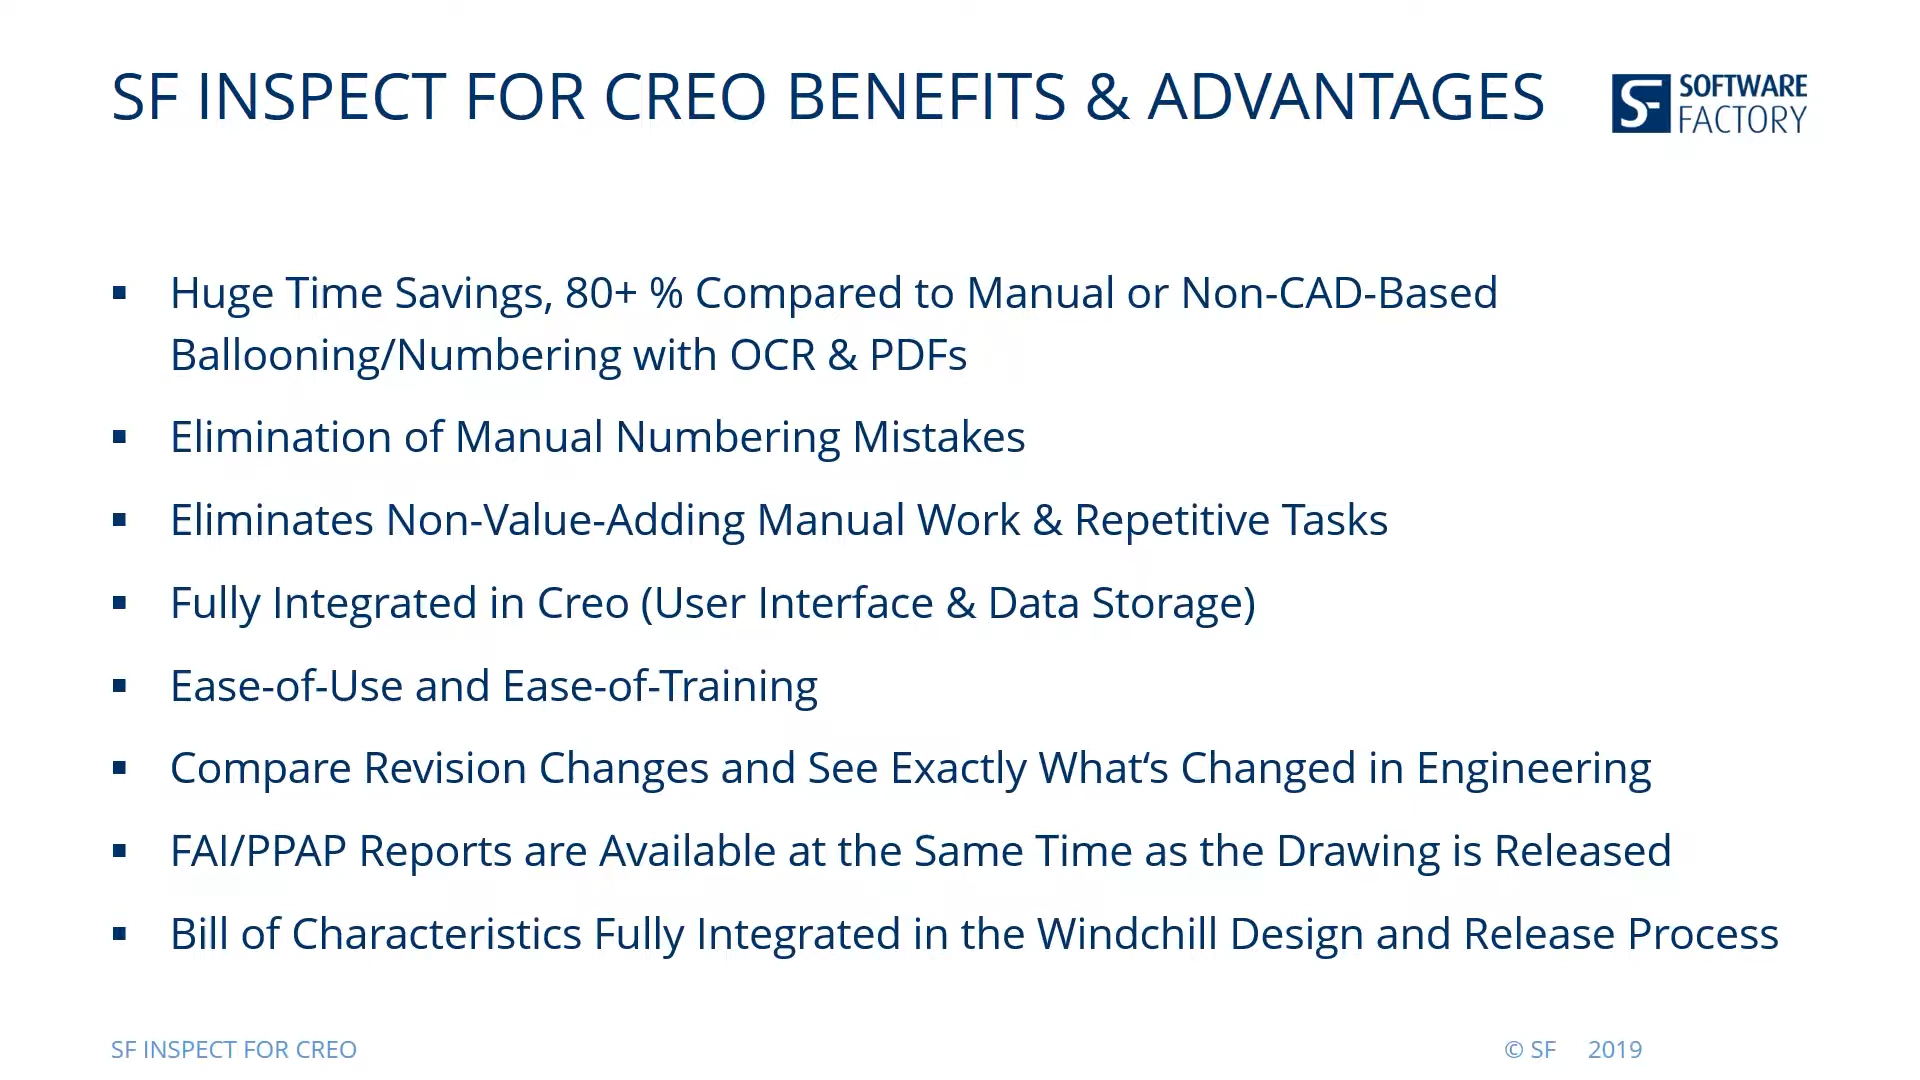 SF INSPECT FOR CREO BENEFITS & ADVANTAGES
SF SOFTWARE
FACTORY
▪ Huge Time Savings, 80+ % Compared to Manual or Non-CAD-Based
Ballooning/Numbering with OCR & PDFs
▪ Elimination of Manual Numbering Mistakes
▪ Eliminates Non-Value-Adding Manual Work & Repetitive Tasks
▪ Fully Integrated in Creo (User Interface & Data Storage)
▪ Ease-of-Use and Ease-of-Training
▪ Compare Revision Changes and See Exactly What‘s Changed in Engineering
▪ FAI/PPAP Reports are Available at the Same Time as the Drawing is Released
▪ Bill of Characteristics Fully Integrated in the Windchill Design and Release Process
SF INSPECT FOR CREO © SF 2019